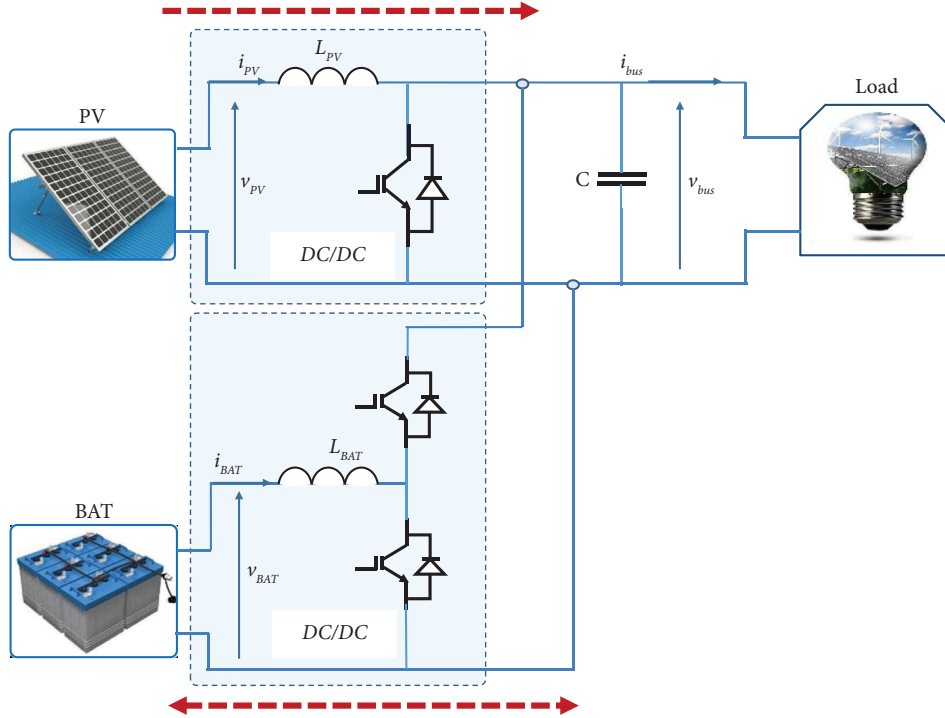 L_PV
i_PV
i_bus
PV
Load
v_PV
C
v_bus
DC/DC
L_BAT
i_BAT
BAT
v_BAT
DC/DC